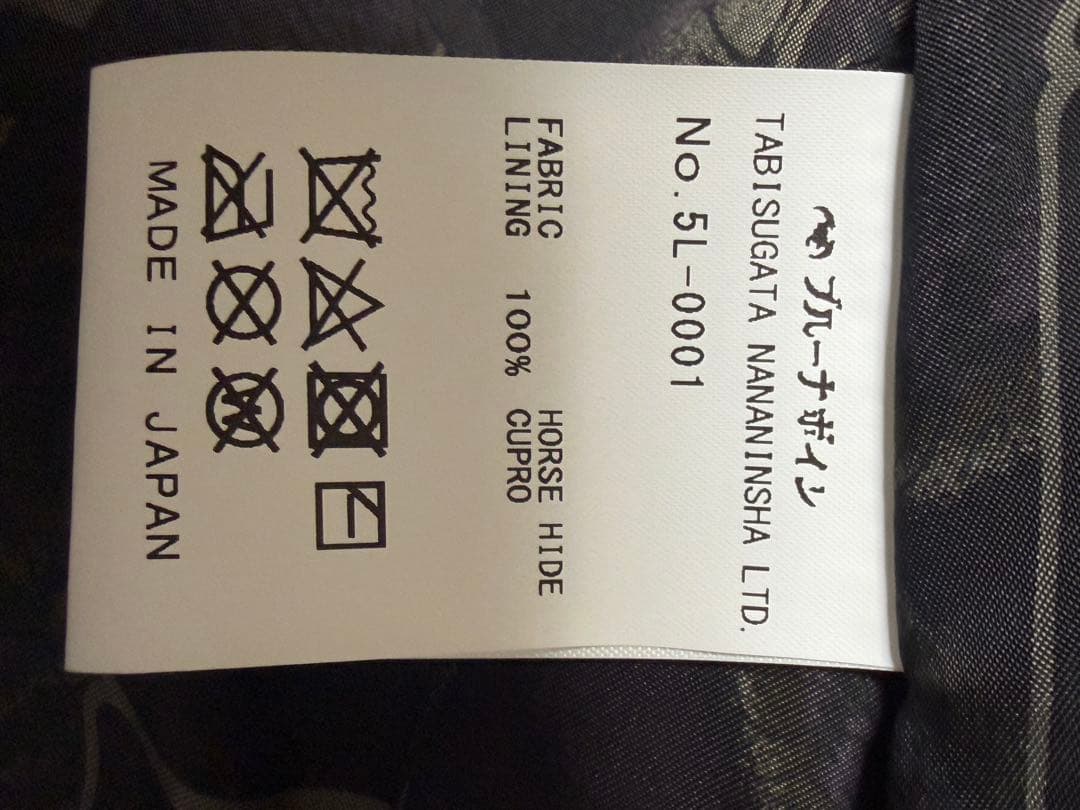 ブルーナボイン
TABISUGATA NANANINSHA LTD.
No.5L-0001
FABRIC HORSE HIDE
LINING 100% CUPRO
MADE IN JAPAN